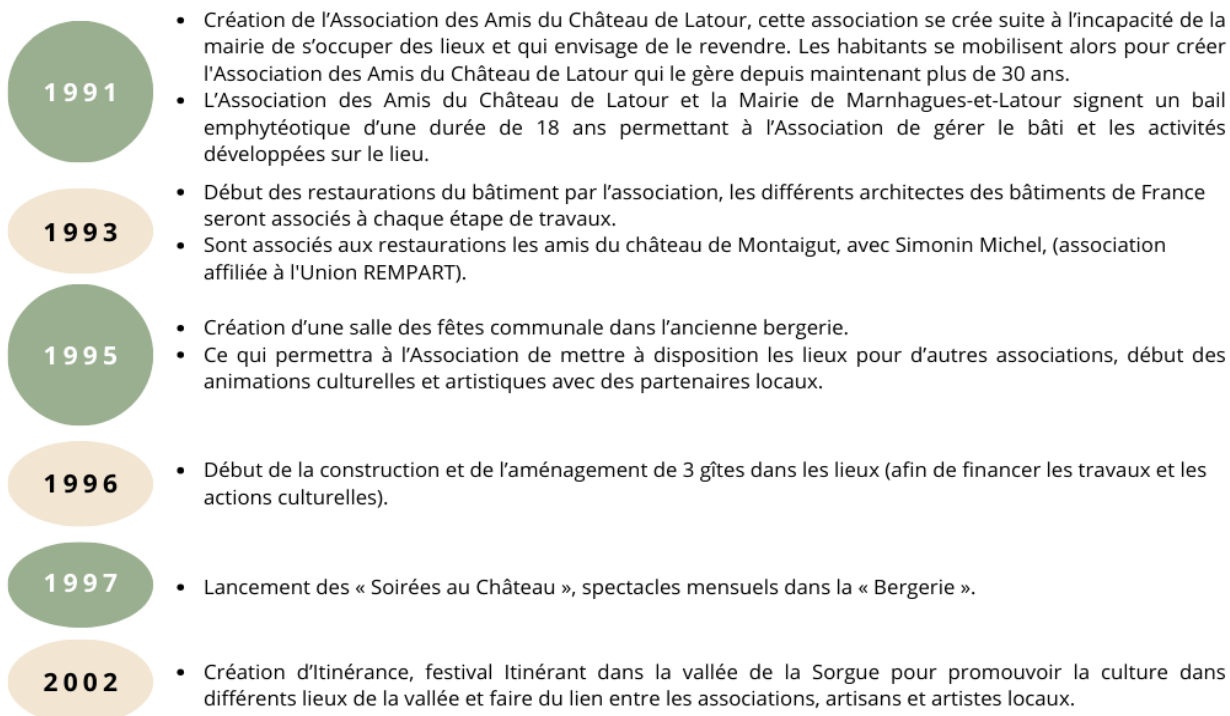 1991
• Création de l’Association des Amis du Château de Latour, cette association se crée suite à l’incapacité de la
mairie de s’occuper des lieux et qui envisage de le revendre. Les habitants se mobilisent alors pour créer
l'Association des Amis du Château de Latour qui le gère depuis maintenant plus de 30 ans.
• L’Association des Amis du Château de Latour et la Mairie de Marnhagues-et-Latour signent un bail
emphytéotique d’une durée de 18 ans permettant à l’Association de gérer le bâti et les activités
développées sur le lieu.
1993
• Début des restaurations du bâtiment par l’association, les différents architectes des bâtiments de France
seront associés à chaque étape de travaux.
• Sont associés aux restaurations les amis du château de Montaigut, avec Simonin Michel, (association
affiliée à l'Union REMPART).
1995
• Création d’une salle des fêtes communale dans l’ancienne bergerie.
• Ce qui permettra à l’Association de mettre à disposition les lieux pour d’autres associations, début des
animations culturelles et artistiques avec des partenaires locaux.
1996
• Début de la construction et de l’aménagement de 3 gîtes dans les lieux (afin de financer les travaux et les
actions culturelles).
1997
• Lancement des « Soirées au Château », spectacles mensuels dans la « Bergerie ».
2002
• Création d’Itinérance, festival Itinérant dans la vallée de la Sorgue pour promouvoir la culture dans
différents lieux de la vallée et faire du lien entre les associations, artisans et artistes locaux.